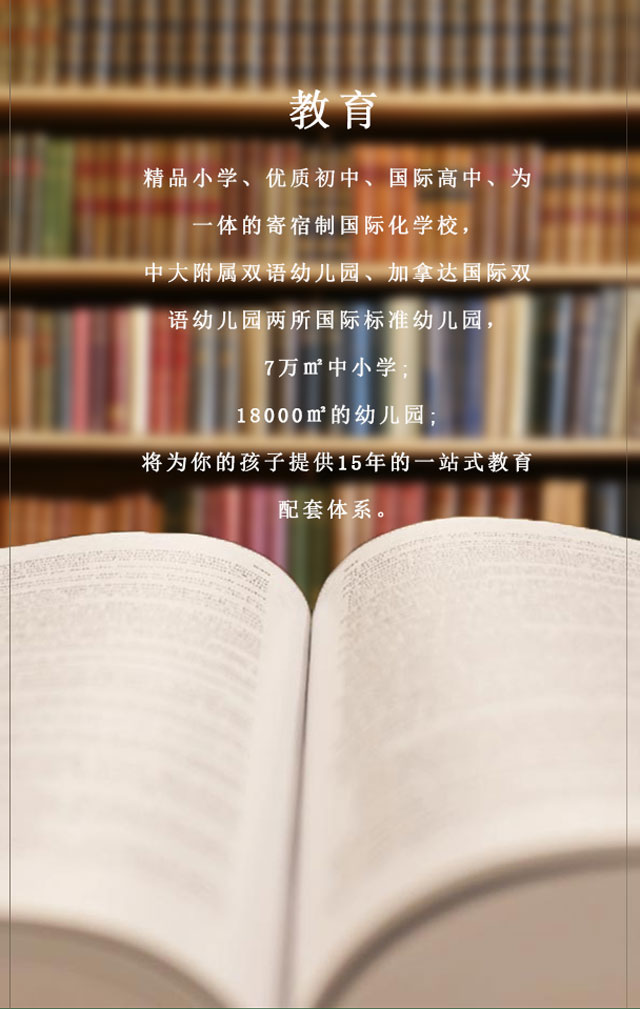 教育
精品小学、优质初中、国际高中、为
一体的寄宿制国际化学校，
中大附属双语幼儿园、加拿达国际双
语幼儿园两所国际标准幼儿园，
7万㎡中小学；
18000㎡的幼儿园；
将为你的孩子提供15年的一站式教育
配套体系。